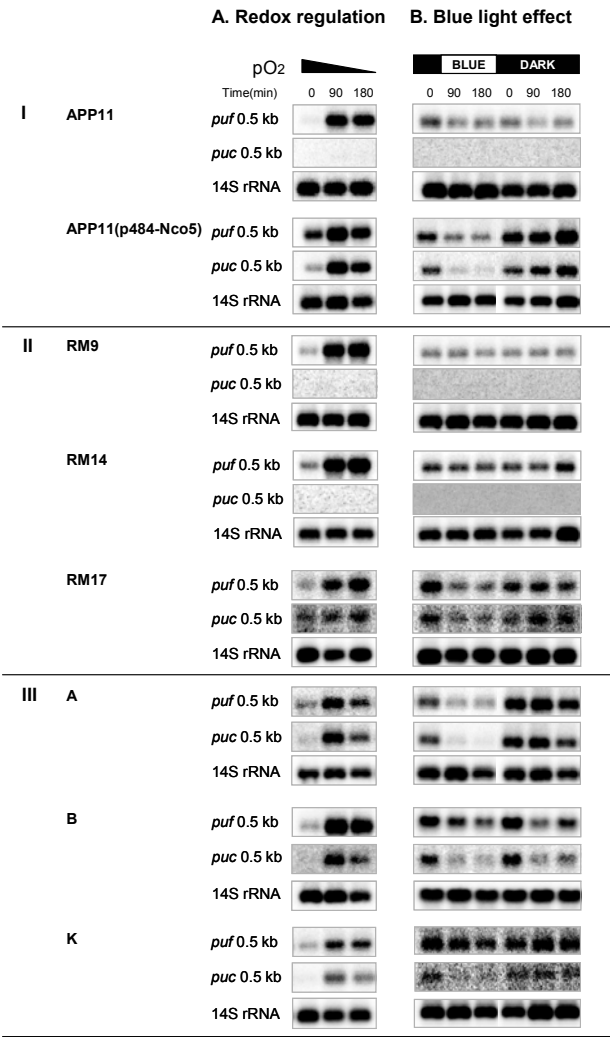 A. Redox regulation B. Blue light effect
pO2 BLUE DARK
Time(min) 0 90 180 0 90 180 0 90 180
I APP11 puf 0.5 kb
puc 0.5 kb
14S rRNA
APP11(p484-Nco5) puf 0.5 kb
puc 0.5 kb
14S rRNA
II RM9 puf 0.5 kb
puc 0.5 kb
14S rRNA
RM14 puf 0.5 kb
puc 0.5 kb
14S rRNA
RM17 puf 0.5 kb
puc 0.5 kb
14S rRNA
III A puf 0.5 kb
puc 0.5 kb
14S rRNA
B puf 0.5 kb
puc 0.5 kb
14S rRNA
K puf 0.5 kb
puc 0.5 kb
14S rRNA